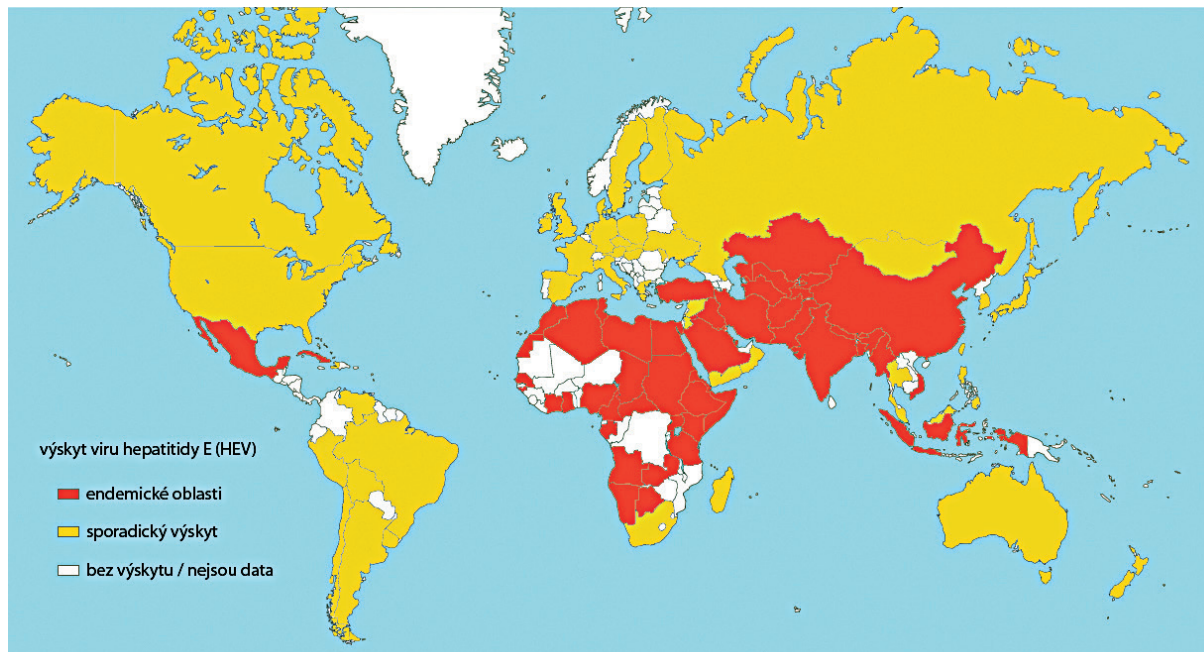 výskyt viru hepatitidy E (HEV)
endemické oblasti
sporadický výskyt
bez výskytu / nejsou data